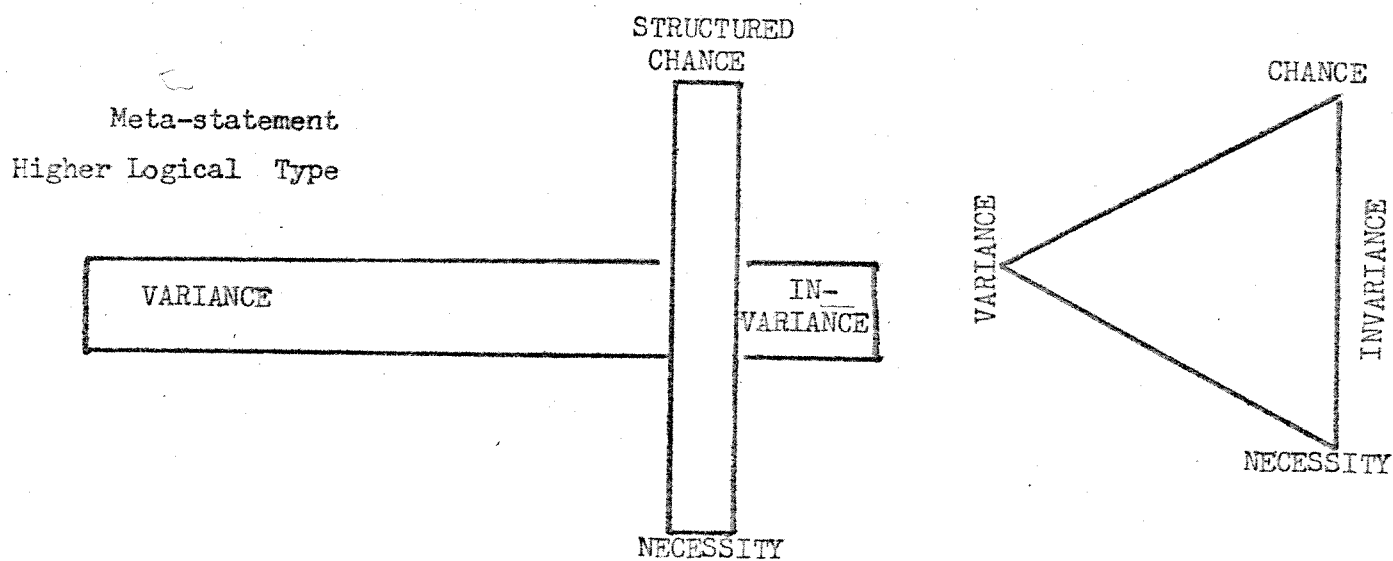 STRUCTURED
CHANCE
CHANCE
Meta-statement
Higher Logical Type
VARIANCE
IN-
VARIANCE
VARIANCE
INVARIANCE
NECESSITY
NECESSITY